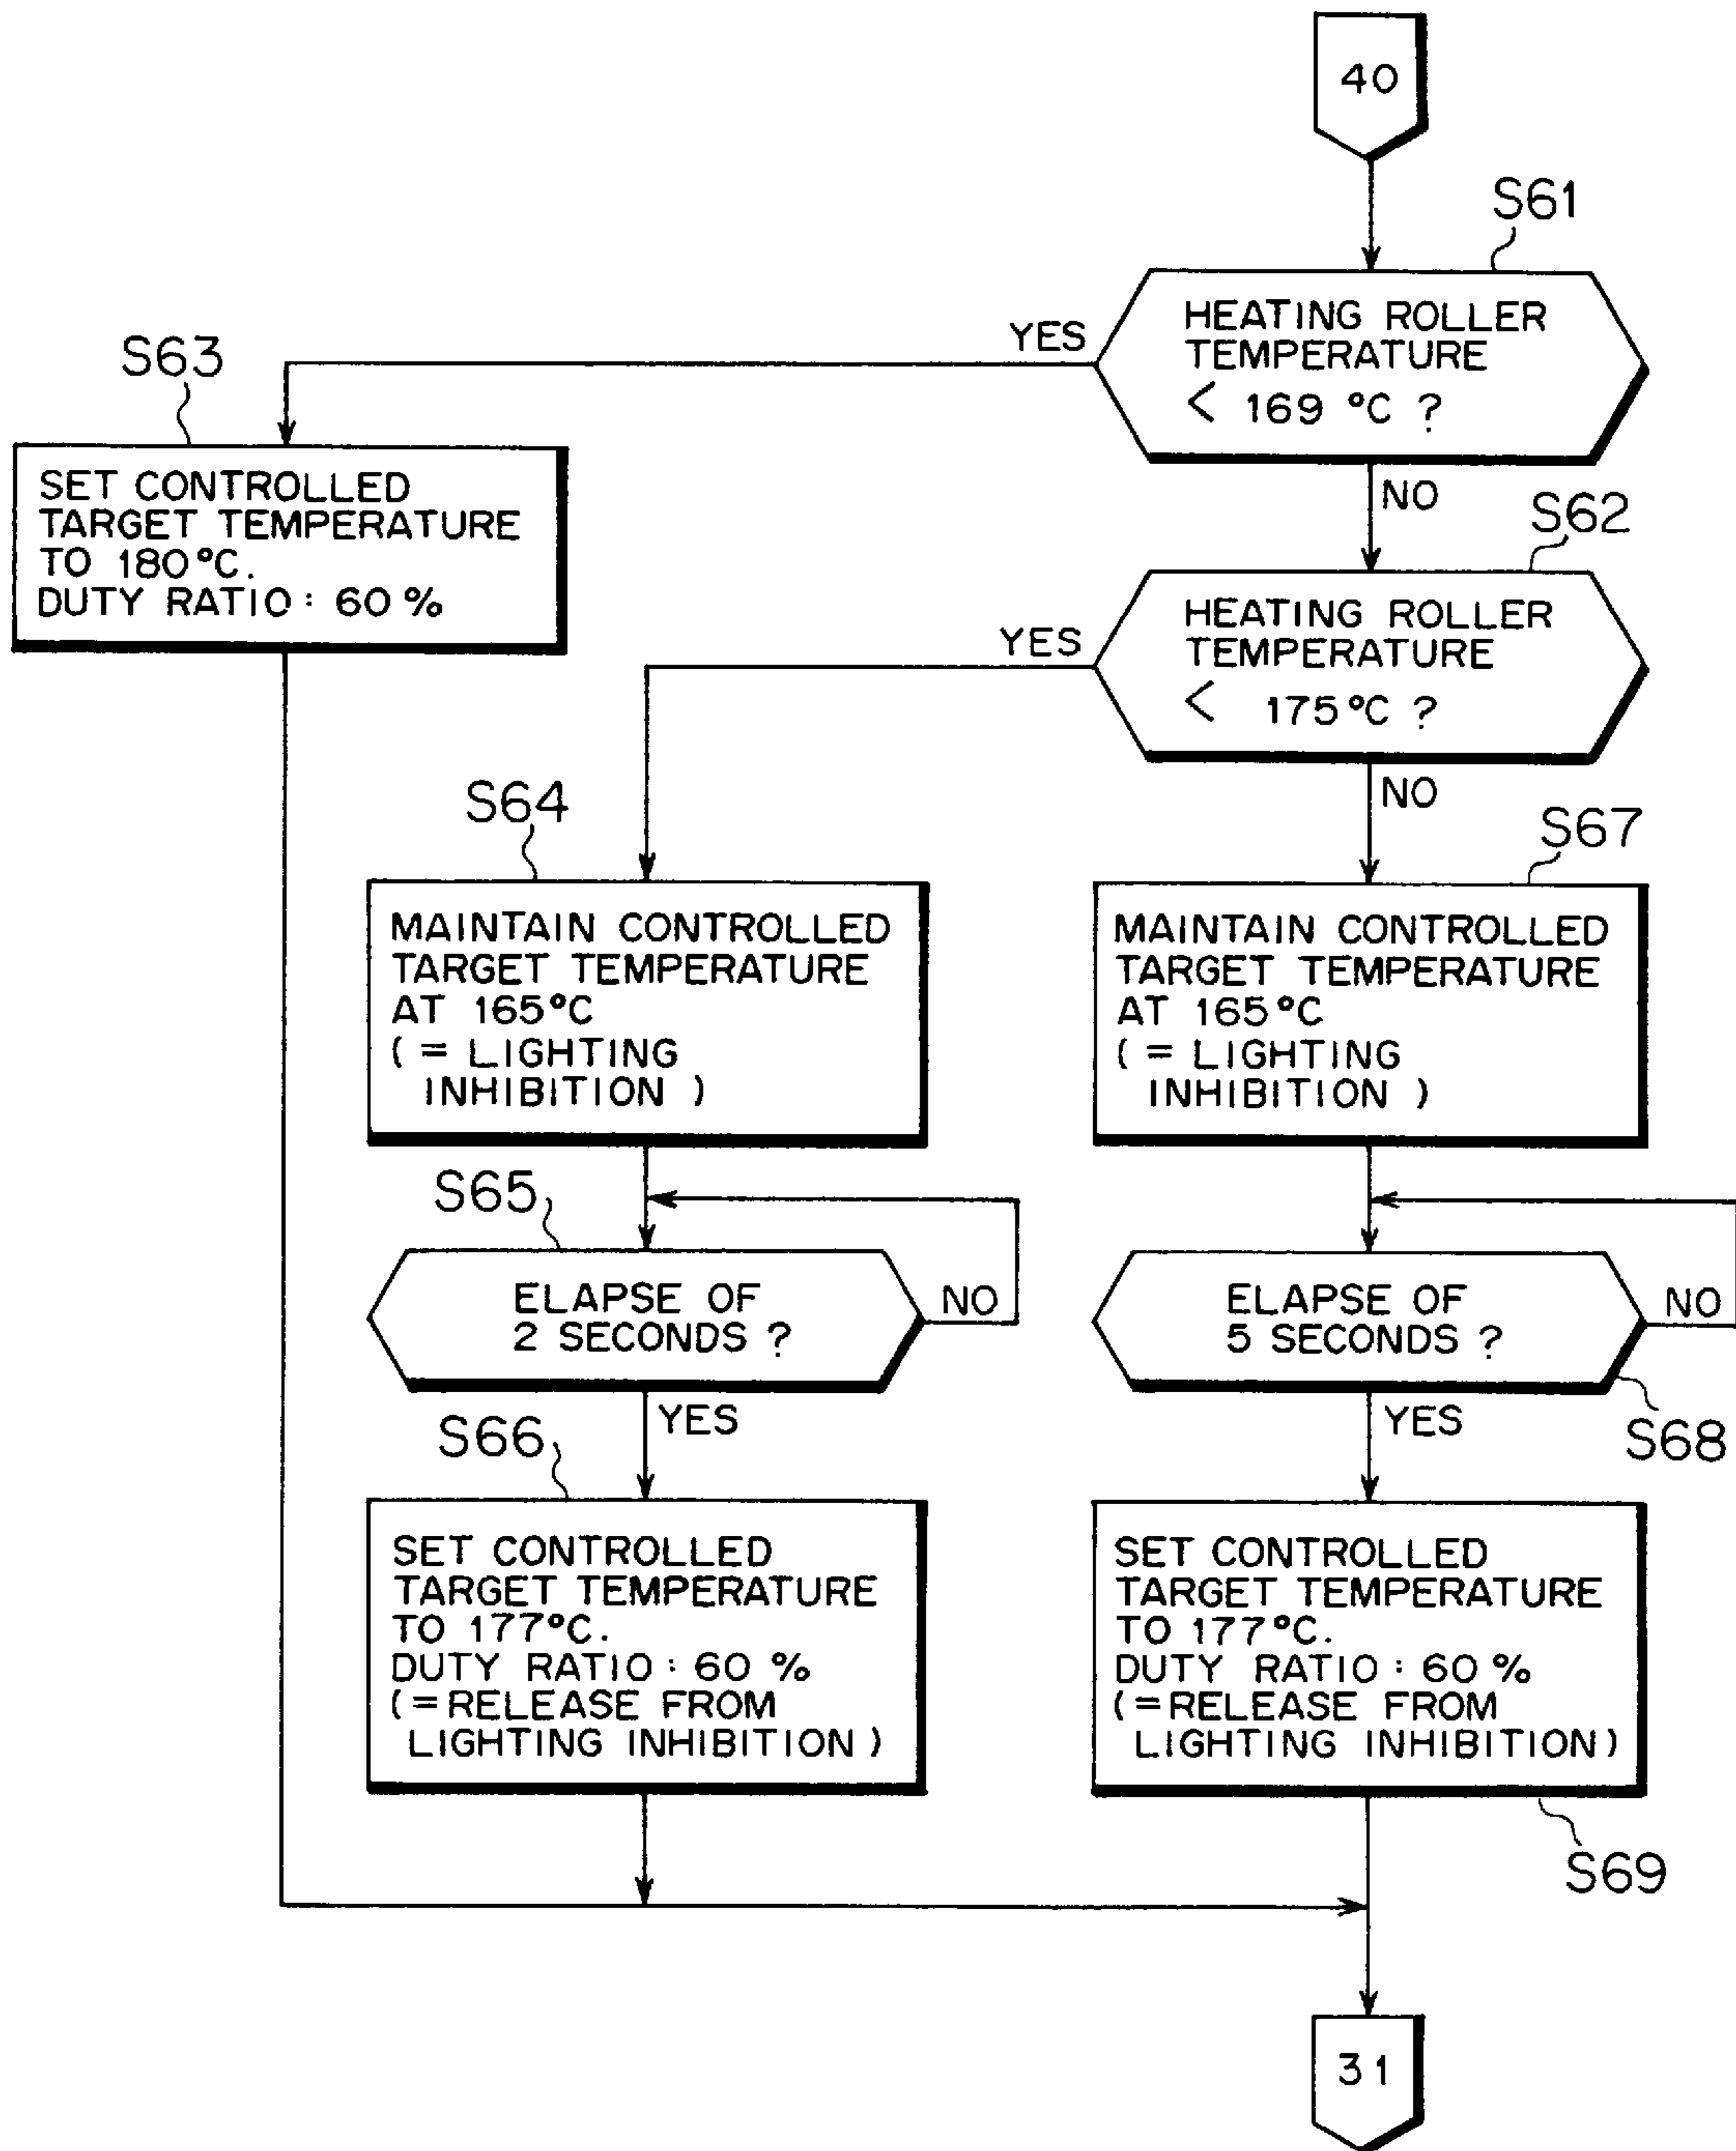 40
S61
HEATING ROLLER
TEMPERATURE
< 169 °C ?
YES
NO
S63
SET CONTROLLED
TARGET TEMPERATURE
TO 180°C.
DUTY RATIO : 60 %
S62
HEATING ROLLER
TEMPERATURE
< 175°C ?
YES
NO
S64
MAINTAIN CONTROLLED
TARGET TEMPERATURE
AT 165°C
( = LIGHTING
INHIBITION )
S67
MAINTAIN CONTROLLED
TARGET TEMPERATURE
AT 165°C
( = LIGHTING
INHIBITION )
S65
ELAPSE OF
2 SECONDS ?
NO
YES
ELAPSE OF
5 SECONDS ?
NO
YES
S68
S66
SET CONTROLLED
TARGET TEMPERATURE
TO 177°C.
DUTY RATIO : 60 %
(=RELEASE FROM
LIGHTING INHIBITION )
SET CONTROLLED
TARGET TEMPERATURE
TO 177°C.
DUTY RATIO : 60 %
(=RELEASE FROM
LIGHTING INHIBITION )
S69
31